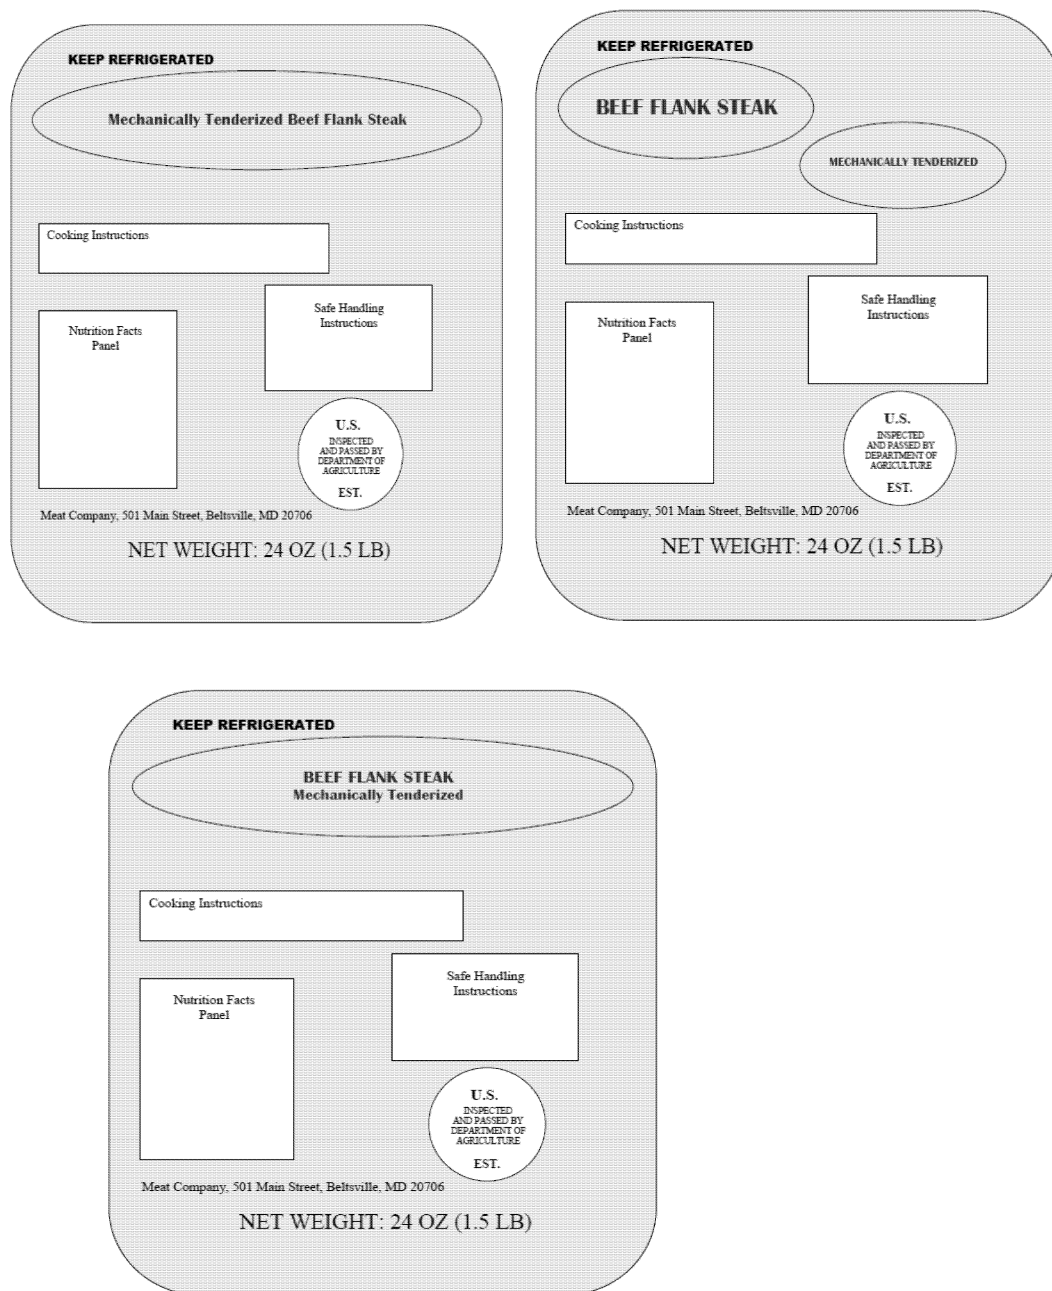 KEEP REFRIGERATED
Mechanically Tenderized Beef Flank Steak
Cooking Instructions
Nutrition Facts
Panel
Safe Handling
Instructions
U.S.
INSPECTED
AND PASSED BY
DEPARTMENT OF
AGRICULTURE
EST.
Meat Company, 501 Main Street, Beltsville, MD 20706
NET WEIGHT: 24 OZ (1.5 LB)
KEEP REFRIGERATED
BEEF FLANK STEAK
MECHANICALLY TENDERIZED
Cooking Instructions
Nutrition Facts
Panel
Safe Handling
Instructions
U.S.
INSPECTED
AND PASSED BY
DEPARTMENT OF
AGRICULTURE
EST.
Meat Company, 501 Main Street, Beltsville, MD 20706
NET WEIGHT: 24 OZ (1.5 LB)
KEEP REFRIGERATED
BEEF FLANK STEAK
Mechanically Tenderized
Cooking Instructions
Nutrition Facts
Panel
Safe Handling
Instructions
U.S.
INSPECTED
AND PASSED BY
DEPARTMENT OF
AGRICULTURE
EST.
Meat Company, 501 Main Street, Beltsville, MD 20706
NET WEIGHT: 24 OZ (1.5 LB)